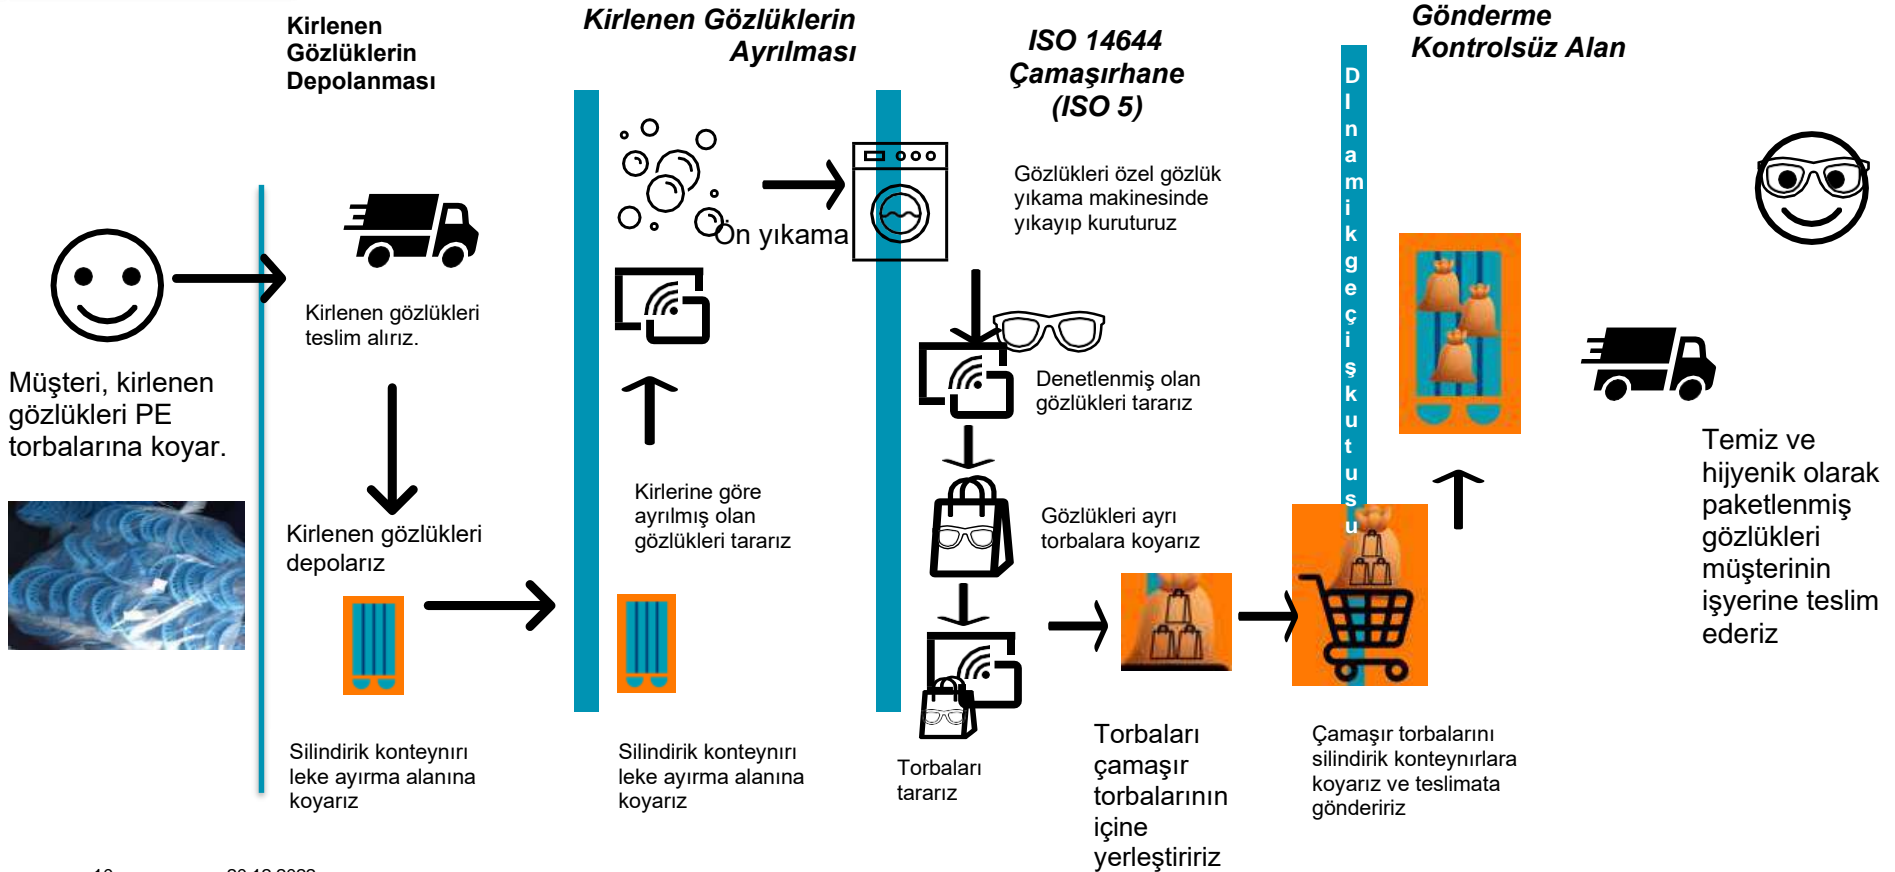 Kirlenen
Gözlüklerin
Depolanması
Kirlenen Gözlüklerin
Ayrılması
ISO 14644
Çamaşırhane
(ISO 5)
Gönderme
Kontrolsüz Alan
Müşteri, kirlenen
gözlükleri PE
torbalarına koyar.
Kirlenen gözlükleri
teslim alırız.
Kirlenen gözlükleri
depolarız
Silindirik konteynırı
leke ayırma alanına
koyarız
Ön yıkama
Kirlerine göre
ayrılmış olan
gözlükleri tararız
Silindirik konteynırı
leke ayırma alanına
koyarız
Gözlükleri özel gözlük
yıkama makinesinde
yıkayıp kuruturuz
Denetlenmiş olan
gözlükleri tararız
Gözlükleri ayrı
torbalara koyarız
Torbaları
tararız
Torbaları
çamaşır
torbalarının
içine
yerleştiririz
D
I
n
a
m
i
k
g
e
ç
i
ş
k
u
t
u
s
u
Çamaşır torbalarını
silindirik konteynırlara
koyarız ve teslimata
göndeririz
Temiz ve
hijyenik olarak
paketlenmiş
gözlükleri
müşterinin
işyerine teslim
ederiz